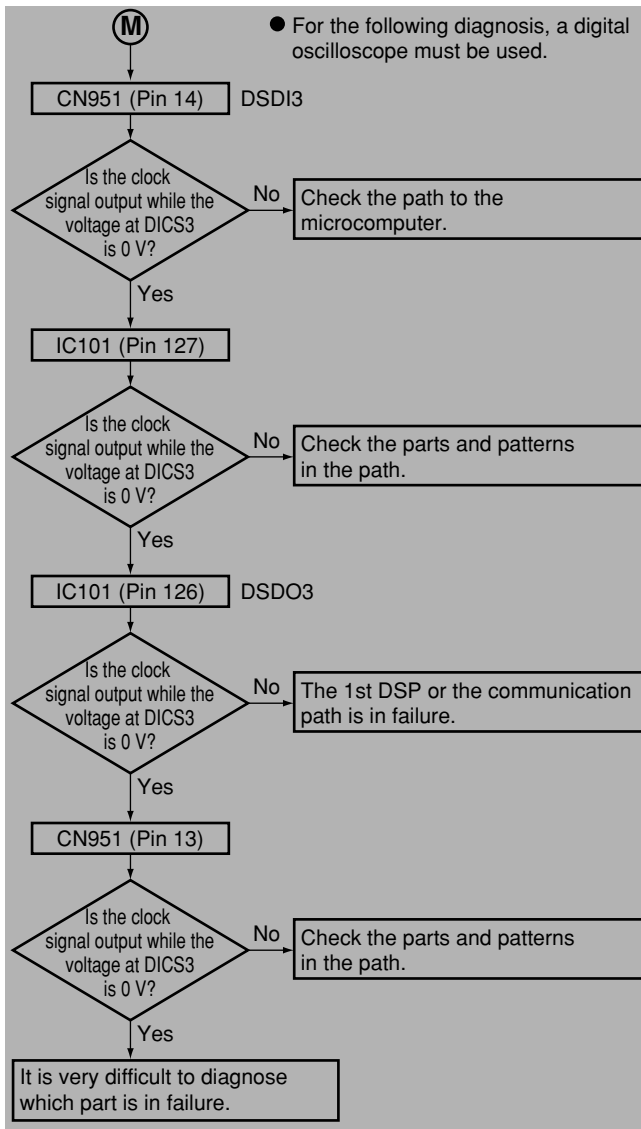 M
● For the following diagnosis, a digital
oscilloscope must be used.
CN951 (Pin 14) DSDI3
Is the clock
signal output while the
voltage at DICS3
is 0 V?
No
Check the path to the
microcomputer.
Yes
IC101 (Pin 127)
Is the clock
signal output while the
voltage at DICS3
is 0 V?
No
Check the parts and patterns
in the path.
Yes
IC101 (Pin 126) DSDO3
Is the clock
signal output while the
voltage at DICS3
is 0 V?
No
The 1st DSP or the communication
path is in failure.
Yes
CN951 (Pin 13)
Is the clock
signal output while the
voltage at DICS3
is 0 V?
No
Check the parts and patterns
in the path.
Yes
It is very difficult to diagnose
which part is in failure.